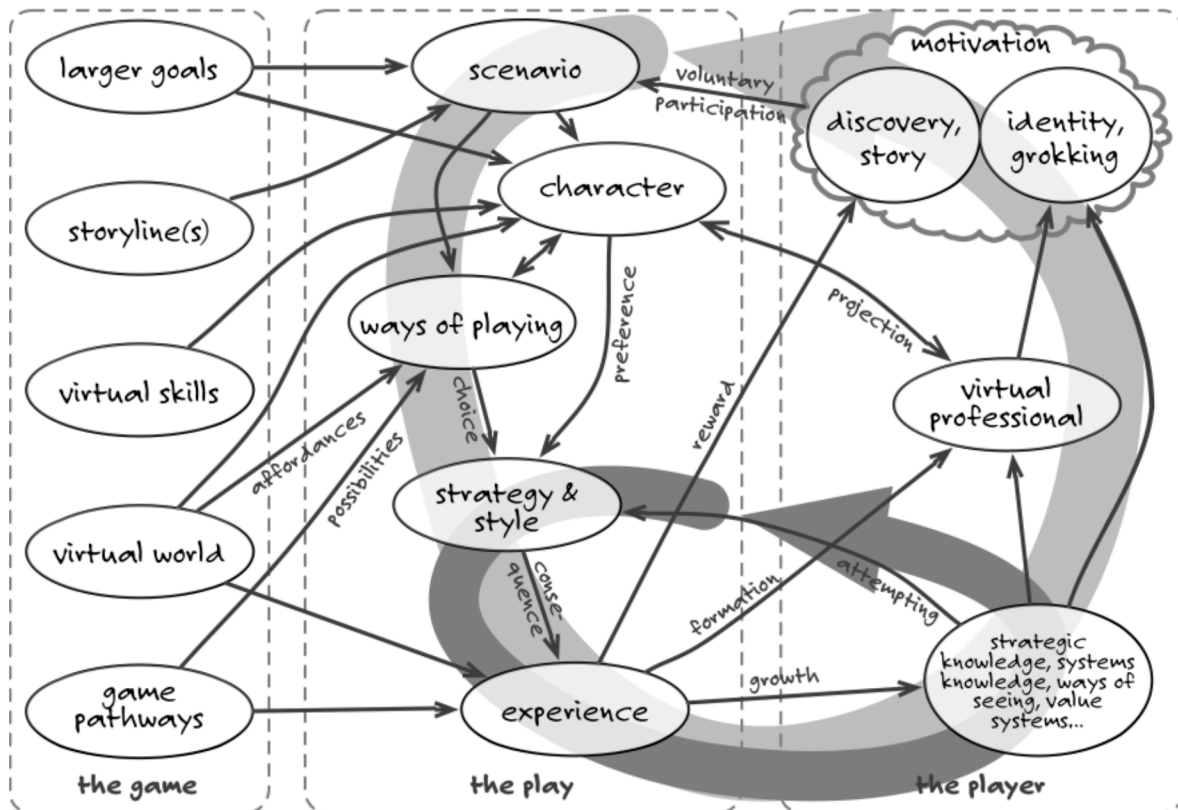 larger goals
storyline(s)
virtual skills
virtual world
game
pathways
the game
scenario
character
ways of playing
preference
choice
affordances
possibilities
strategy &
style
conse-
quence
experience
the play
voluntary
participation
motivation
discovery,
story
identity,
grokking
projection
reward
virtual
professional
formation
attempting
growth
strategic
knowledge, systems
knowledge, ways of
seeing, value
systems...
the player